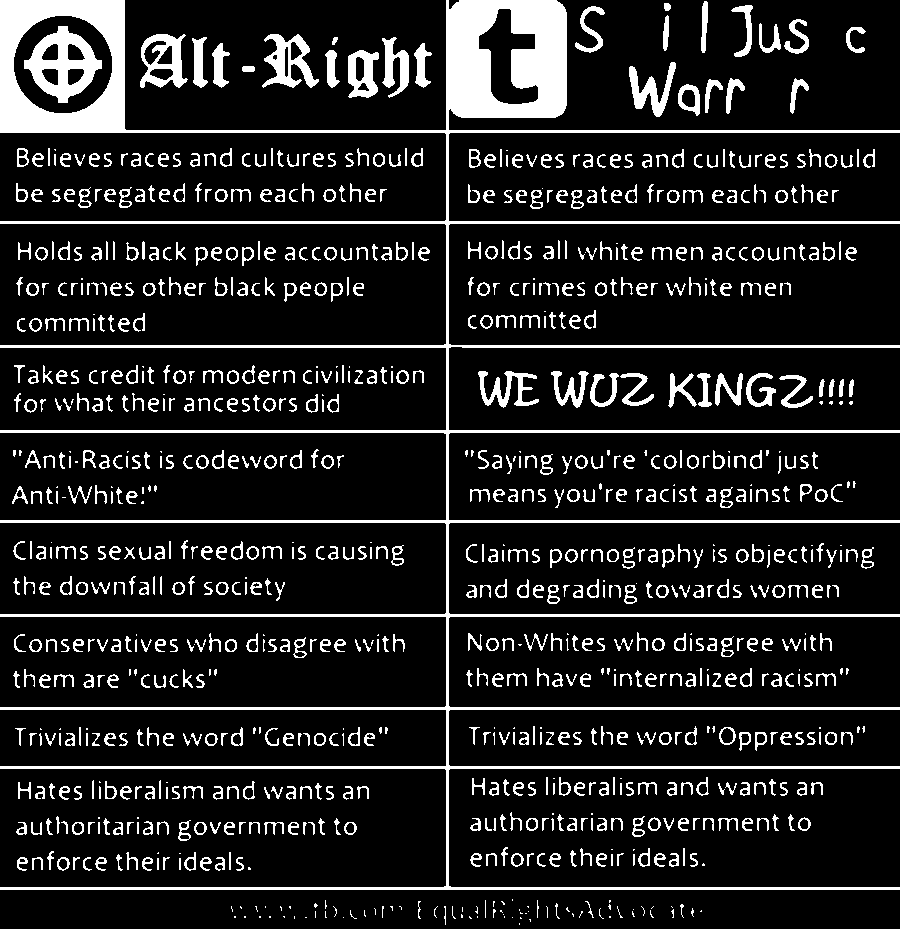 Alt-Right
t
S i l Jus c
Warr r
Believes races and cultures should
be segregated from each other
Believes races and cultures should
be segregated from each other
Holds all black people accountable
for crimes other black people
committed
Holds all white men accountable
for crimes other white men
committed
Takes credit for modern civilization
for what their ancestors did
WE WUZ KINGZ!!!!
"Anti-Racist is codeword for
Anti-White!"
"Saying you're 'colorbind' just
means you're racist against PoC"
Claims sexual freedom is causing
the downfall of society
Claims pornography is objectifying
and degrading towards women
Conservatives who disagree with
them are "cucks"
Non-Whites who disagree with
them have "internalized racism"
Trivializes the word "Genocide"
Trivializes the word "Oppression"
Hates liberalism and wants an
authoritarian government to
enforce their ideals.
Hates liberalism and wants an
authoritarian government to
enforce their ideals.
www.fb.com/EqualRightsAdvocate